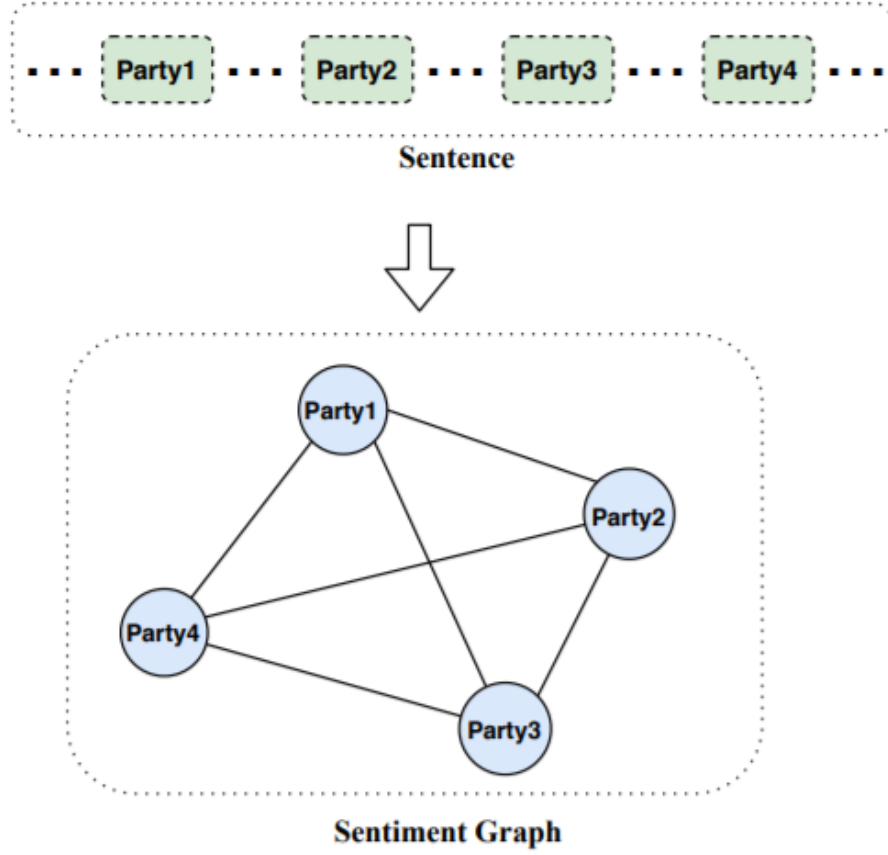 ... Party1 ... Party2 ... Party3 ... Party4 ...
Sentence
Party1
Party2
Party4
Party3
Sentiment Graph